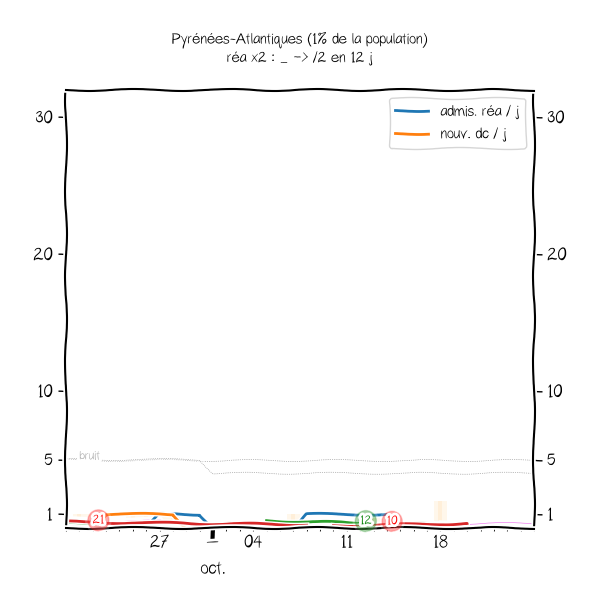 Pyrénées-Atlantiques (1% de la population)
réa x2 : _ -> /2 en 12 j
admis. réa / j
nouv. dc / j
30
30
20
20
10
10
5
bruit
5
1
21
12
10
1
27
04
11
18
oct.